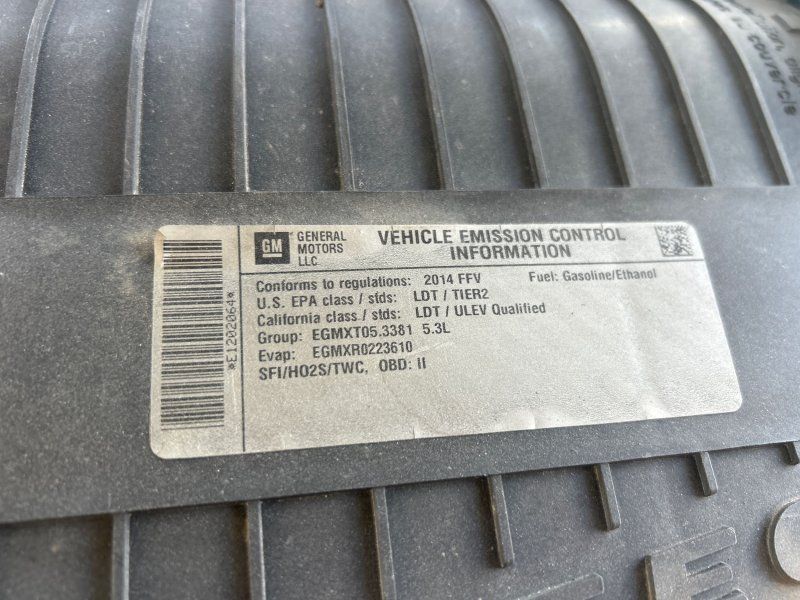 GM GENERAL MOTORS LLC
VEHICLE EMISSION CONTROL INFORMATION
Conforms to regulations: 2014 FFV Fuel: Gasoline/Ethanol
U.S. EPA class / stds: LDT / TIER2
California class / stds: LDT / ULEV Qualified
Group: EGMXT05.3381 5.3L
Evap: EGMXR0223610
SFI/HO2S/TWC, OBD: II
*E1202064*